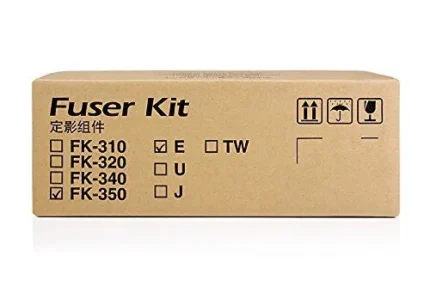 Fuser Kit
定影组件
FK-310 E TW
FK-320 U
FK-340 J
FK-350